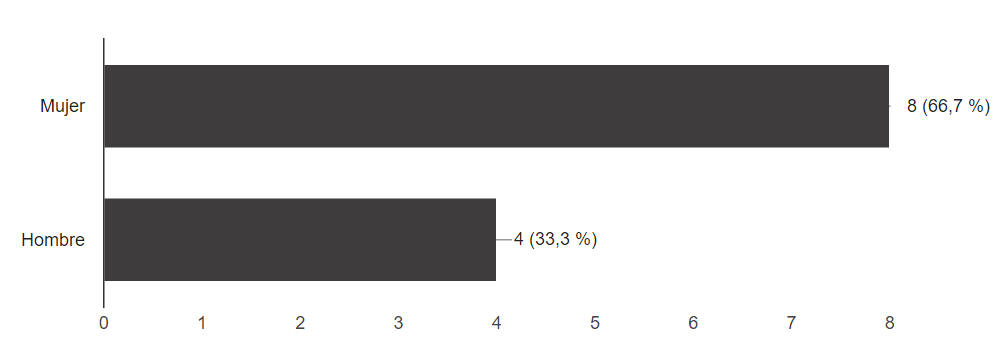 Mujer
8 (66,7 %)
Hombre
4 (33,3 %)
0 1 2 3 4 5 6 7 8